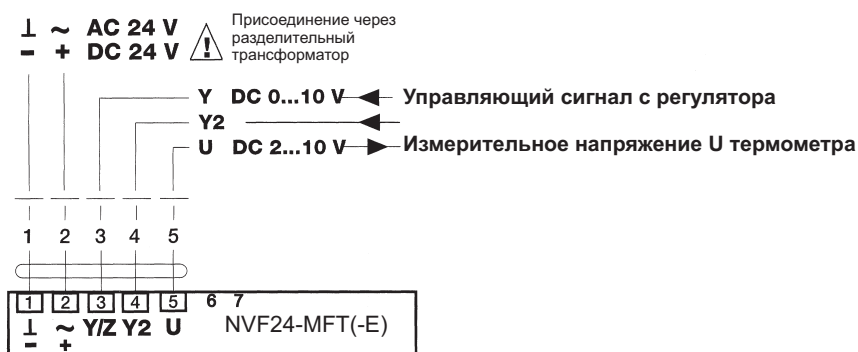 ⊥ ~ AC 24 V
– + DC 24 V
Присоединение через
разделительный
трансформатор
Y DC 0...10 V Управляющий сигнал с регулятора
Y2
U DC 2...10 V Измерительное напряжение U термометра
1 2 3 4 5
1 2 3 4 5 6 7
⊥ ~ Y/Z Y2 U NVF24-MFT(-E)
– +